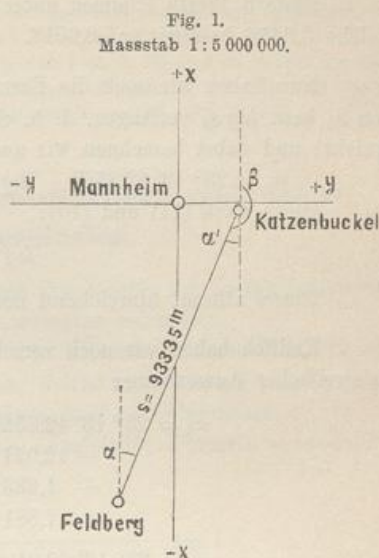 Fig. 1.
Massstab 1:5 000 000.
+x
-y Mannheim β +y
Katzenbuckel
α'
s = 93335 m
α
Feldberg
-x